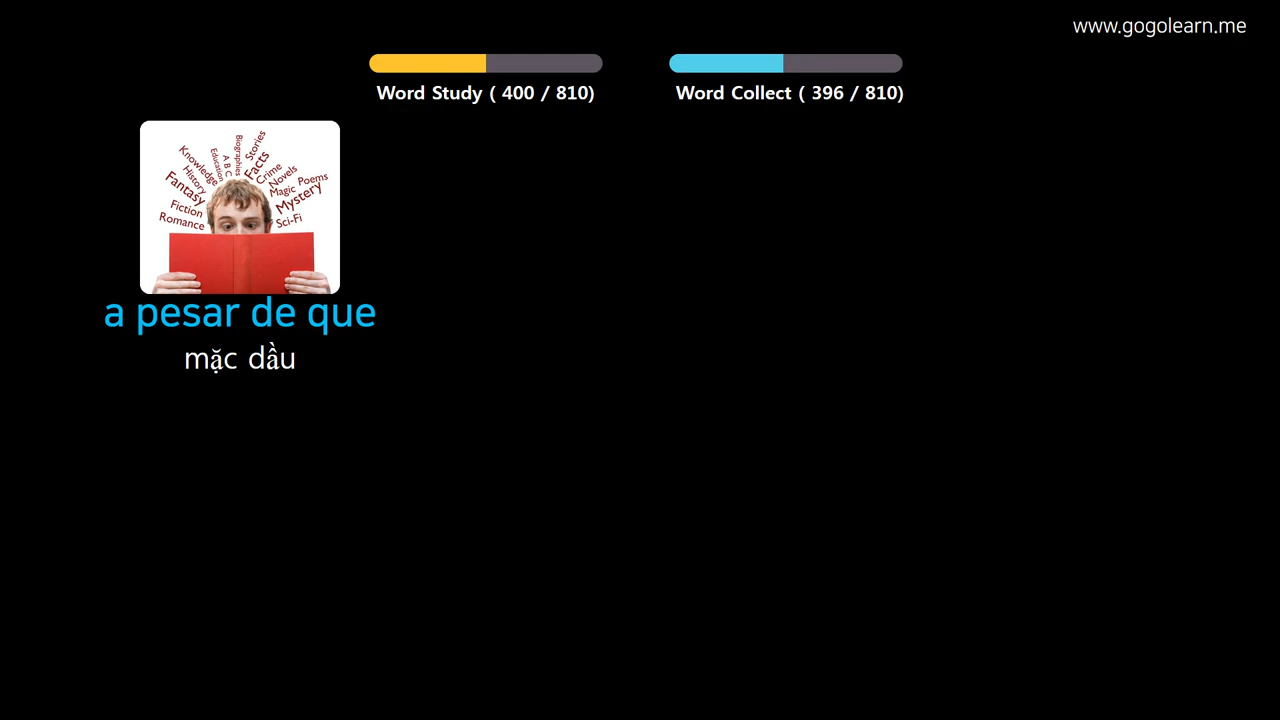 www.gogolearn.me
Word Study ( 400 / 810)
Word Collect ( 396 / 810)
Biographies
Stories
A B C
Education
Facts
Knowledge
Crime
History
Novels
Fantasy
Magic
Poems
Mystery
Fiction
Romance
Sci-Fi
a pesar de que
mặc dầu